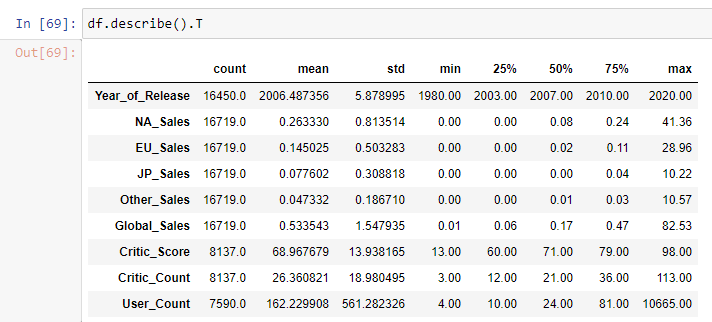 In [69]: df.describe().T
Out[69]:
count mean std min 25% 50% 75% max
Year_of_Release 16450.0 2006.487356 5.878995 1980.00 2003.00 2007.00 2010.00 2020.00
NA_Sales 16719.0 0.263330 0.813514 0.00 0.00 0.08 0.24 41.36
EU_Sales 16719.0 0.145025 0.503283 0.00 0.00 0.02 0.11 28.96
JP_Sales 16719.0 0.077602 0.308818 0.00 0.00 0.00 0.04 10.22
Other_Sales 16719.0 0.047332 0.186710 0.00 0.00 0.01 0.03 10.57
Global_Sales 16719.0 0.533543 1.547935 0.01 0.06 0.17 0.47 82.53
Critic_Score 8137.0 68.967679 13.938165 13.00 60.00 71.00 79.00 98.00
Critic_Count 8137.0 26.360821 18.980495 3.00 12.00 21.00 36.00 113.00
User_Count 7590.0 162.229908 561.282326 4.00 10.00 24.00 81.00 10665.00